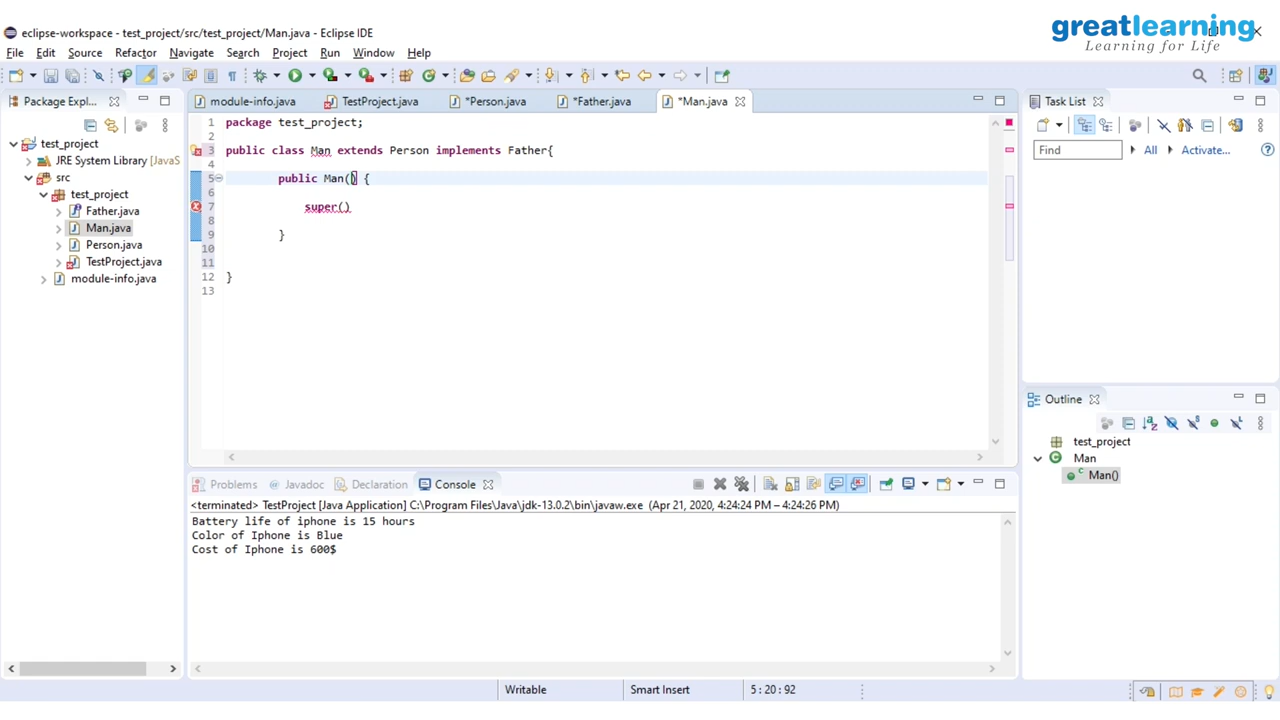 eclipse-workspace - test_project/src/test_project/Man.java - Eclipse IDE
greatlearning
Learning for Life
File Edit Source Refactor Navigate Search Project Run Window Help
Package Expl...
module-info.java
TestProject.java
*Person.java
*Father.java
*Man.java
Task List
test_project
JRE System Library [JavaS
src
test_project
Father.java
Man.java
Person.java
TestProject.java
module-info.java
1 package test_project;
2
3 public class Man extends Person implements Father{
4
5 public Man() {
6
7 super()
8
9 }
10
11
12 }
13
Find
All
Activate...
Outline
test_project
Man
Man()
Problems
Javadoc
Declaration
Console
<terminated> TestProject [Java Application] C:\Program Files\Java\jdk-13.0.2\bin\javaw.exe (Apr 21, 2020, 4:24:24 PM – 4:24:26 PM)
Battery life of iphone is 15 hours
Color of Iphone is Blue
Cost of Iphone is 600$
Writable
Smart Insert
5 : 20 : 92